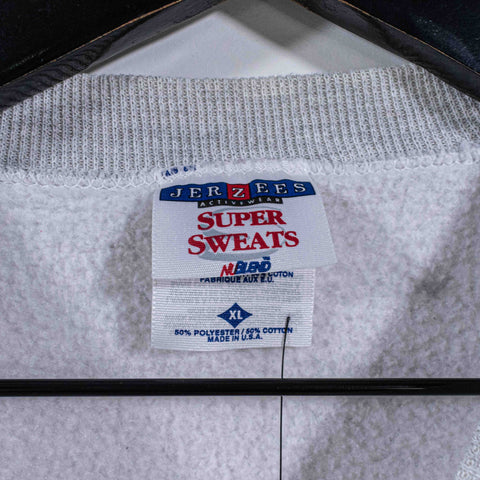 JERZEES
ACTIVEWEAR
SUPER
SWEATS
NUBLEND
FABRIQUE AUX E.U.
XL
50% POLYESTER / 50% COTTON
MADE IN U.S.A.